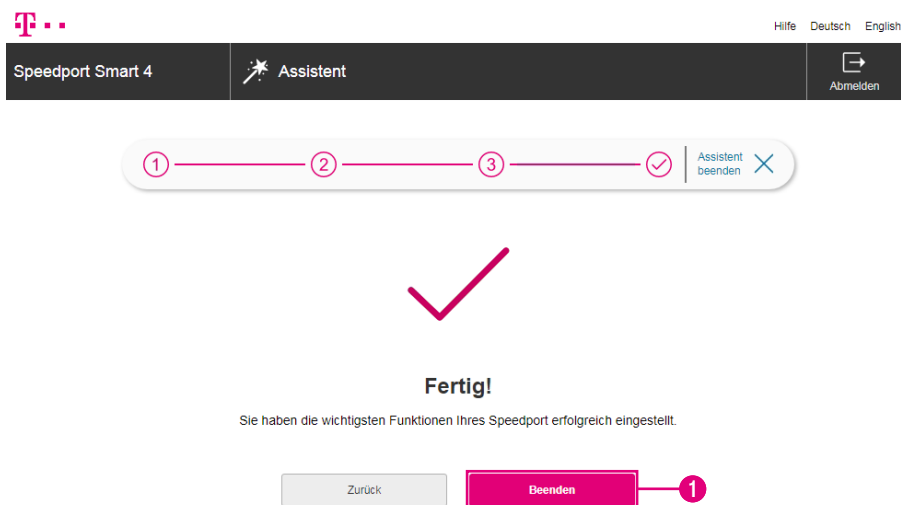 T
Hilfe Deutsch English
Speedport Smart 4
Assistent
Abmelden
1
2
3
Assistent
beenden
Fertig!
Sie haben die wichtigsten Funktionen Ihres Speedport erfolgreich eingestellt.
Zurück
Beenden
1